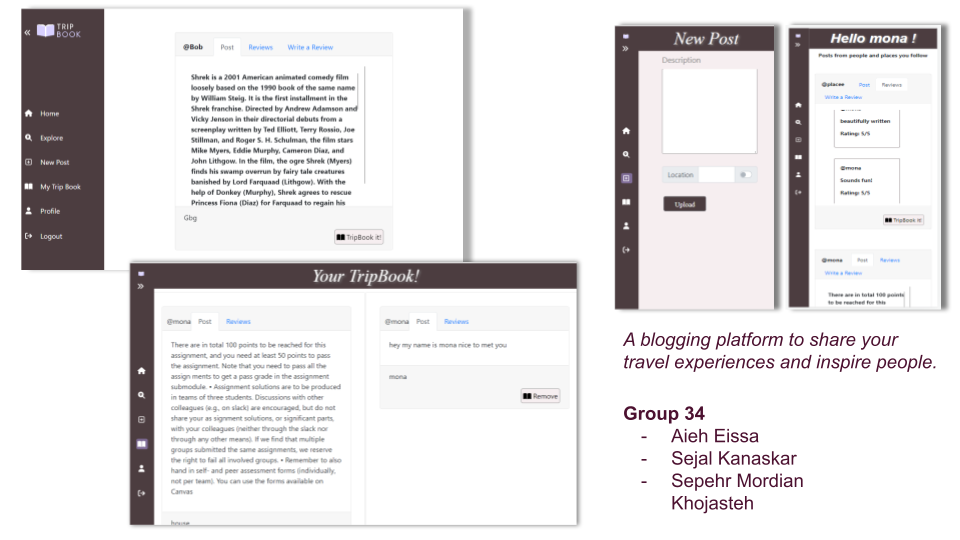 TRIP
BOOK
Home
Explore
New Post
My Trip Book
Profile
Logout
@Bob Post Reviews Write a Review
Shrek is a 2001 American animated comedy film
loosely based on the 1990 book of the same name
by William Steig. It is the first installment in the
Shrek franchise. Directed by Andrew Adamson and
Vicky Jenson in their directorial debuts from a
screenplay written by Ted Elliott, Terry Rossio, Joe
Stillman, and Roger S. H. Schulman, the film stars
Mike Myers, Eddie Murphy, Cameron Diaz, and
John Lithgow. In the film, the ogre Shrek (Myers)
finds his swamp overrun by fairy tale creatures
banished by Lord Farquaad (Lithgow). With the
help of Donkey (Murphy), Shrek agrees to rescue
Princess Fiona (Diaz) for Farquaad to regain his
Gbg
TripBook it!
Your TripBook!
@mona Post Reviews
There are in total 100 points to be reached for this
assignment, and you need at least 50 points to pass
the assignment. Note that you need to pass all the
assign ments to get a pass grade in the assignment
submodule. • Assignment solutions are to be produced
in teams of three students. Discussions with other
colleagues (e.g., on slack) are encouraged, but do not
share your as signment solutions, or significant parts,
with your colleagues (neither through the slack nor
through any other means). If we find that multiple
groups submitted the same assignments, we reserve
the right to fail all involved groups. • Remember to also
hand in self- and peer assessment forms (individually,
not per team). You can use the forms available on
Canvas
house
@mona Post Reviews
hey my name is mona nice to met you
mona
Remove
New Post
Description
Location
Upload
Hello mona !
Posts from people and places you follow
@placee Post Reviews
Write a Review
@mona
beautifully written
Rating: 5/5
@mona
Sounds fun!
Rating: 5/5
TripBook it!
@mona Post Reviews
Write a Review
There are in total 100 points
to be reached for this
A blogging platform to share your
travel experiences and inspire people.
Group 34
- Aieh Eissa
- Sejal Kanaskar
- Sepehr Mordian
Khojasteh